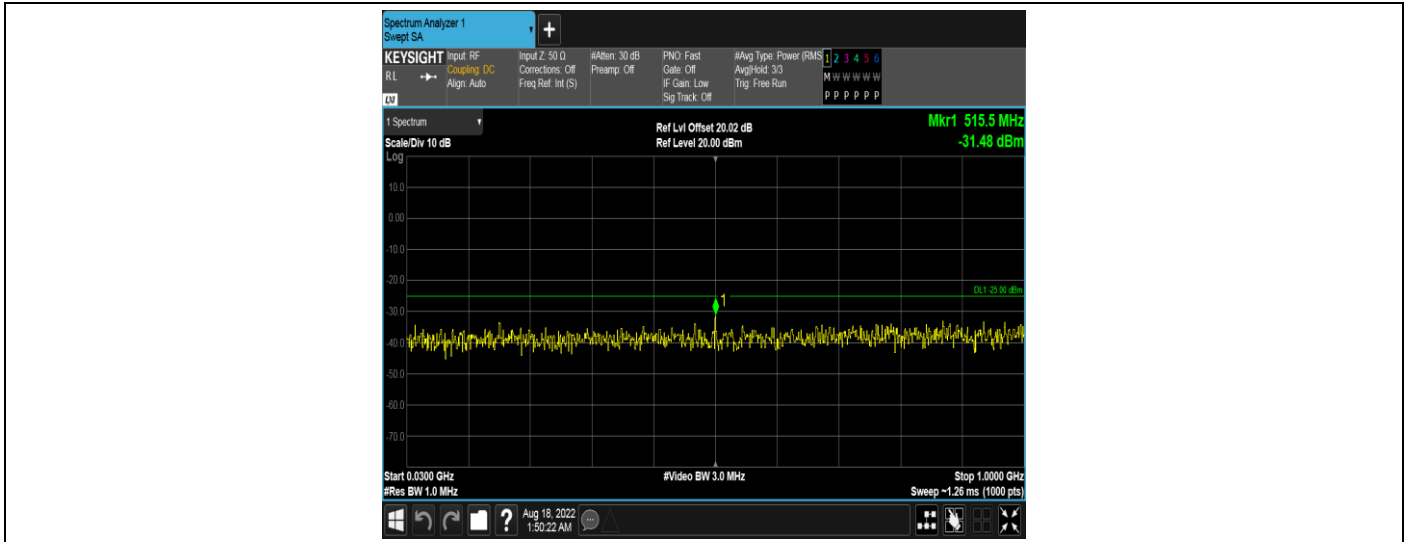 Spectrum Analyzer 1
Swept SA
+
KEYSIGHT
RL
LXI
Input: RF
Coupling: DC
Align: Auto
Input Z: 50 Ω
Corrections: Off
Freq Ref: Int (S)
#Atten: 30 dB
Preamp: Off
PNO: Fast
Gate: Off
IF Gain: Low
Sig Track: Off
#Avg Type: Power (RMS
Avg|Hold: 3/3
Trig: Free Run
1 2 3 4 5 6
M W W W W W
P P P P P P
1 Spectrum
Scale/Div 10 dB
Ref Lvl Offset 20.02 dB
Ref Level 20.00 dBm
Mkr1 515.5 MHz
-31.48 dBm
Log
10.0
0.00
-10.0
-20.0
DL1 -25.00 dBm
1
-30.0
-40.0
-50.0
-60.0
-70.0
Start 0.0300 GHz
#Res BW 1.0 MHz
#Video BW 3.0 MHz
Stop 1.0000 GHz
Sweep ~1.26 ms (1000 pts)
?
Aug 18, 2022
1:50:22 AM